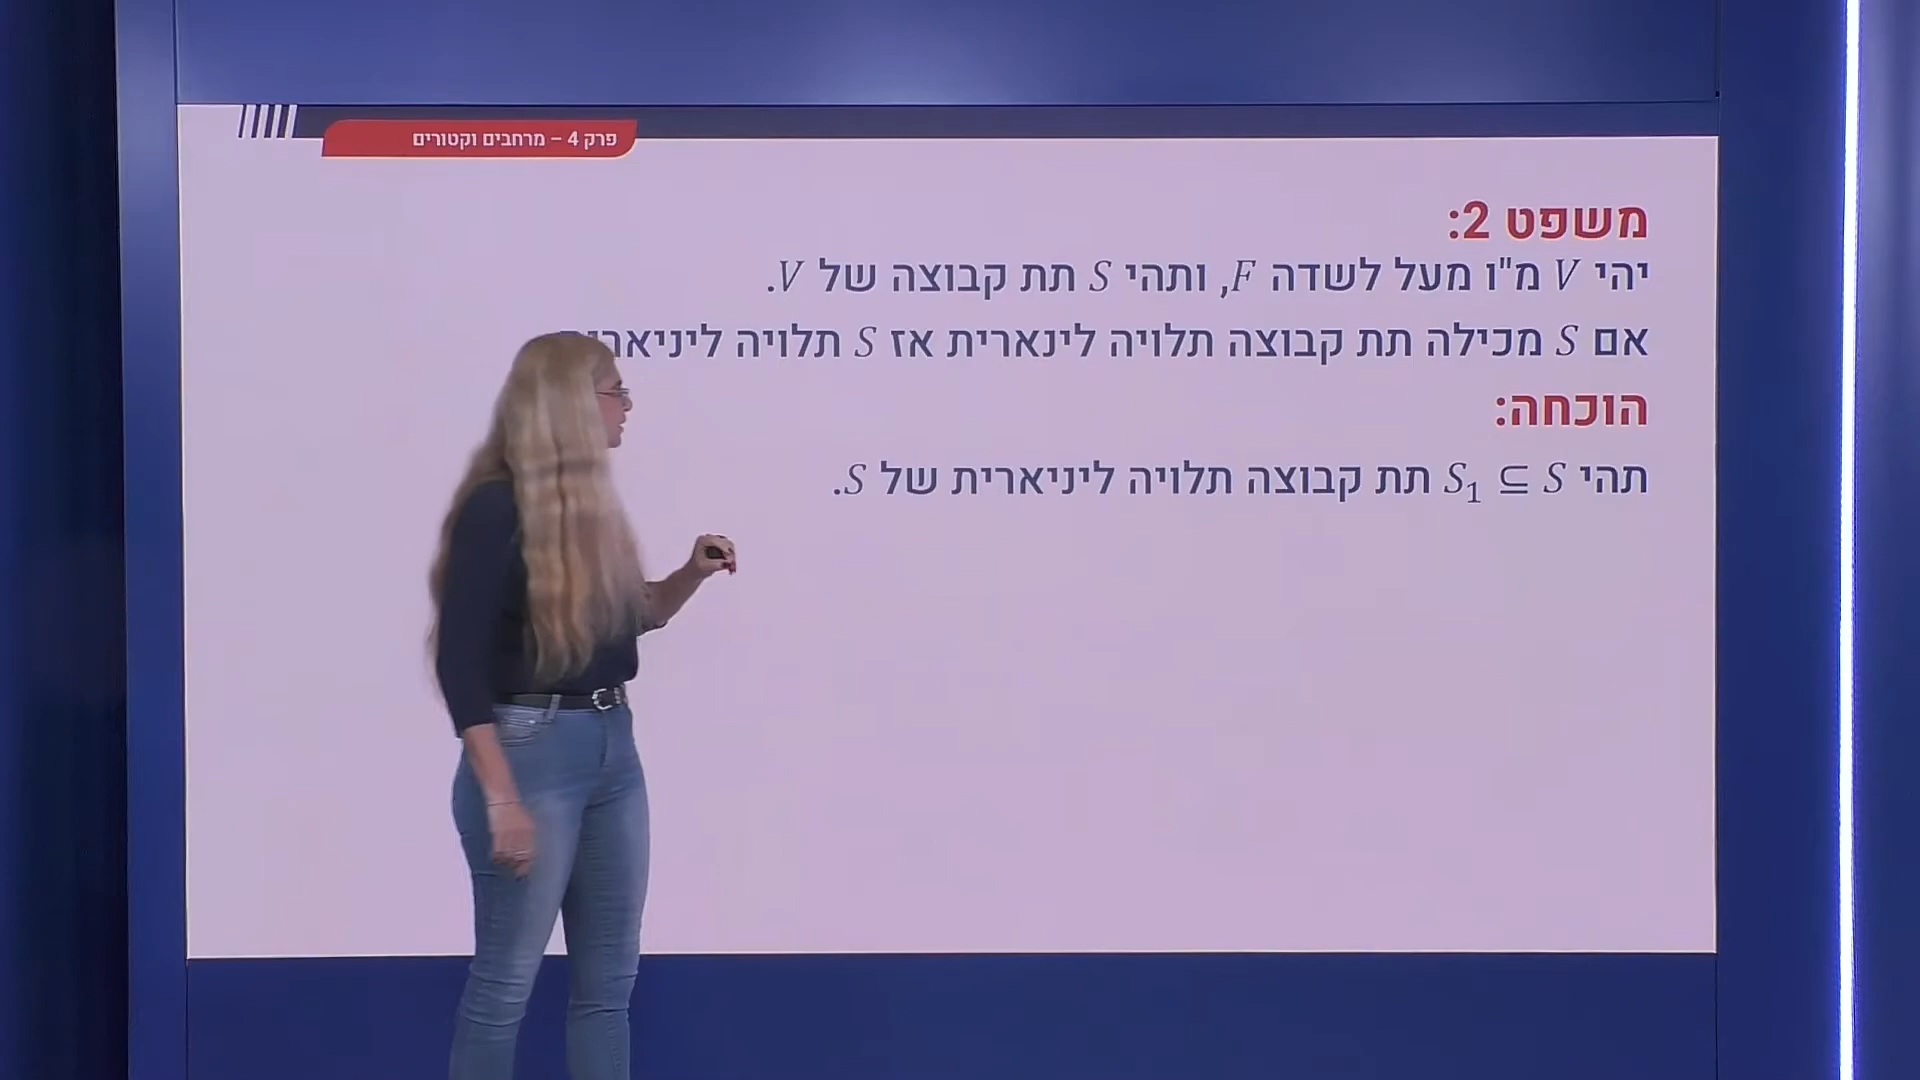 פרק 4 – מרחבים וקטורים
משפט 2:
יהי V מ"ו מעל לשדה F, ותהי S תת קבוצה של V.
אם S מכילה תת קבוצה תלויה לינארית אז S תלויה
הוכחה:
תהי S₁ ⊆ S תת קבוצה תלויה ליניארית של S.